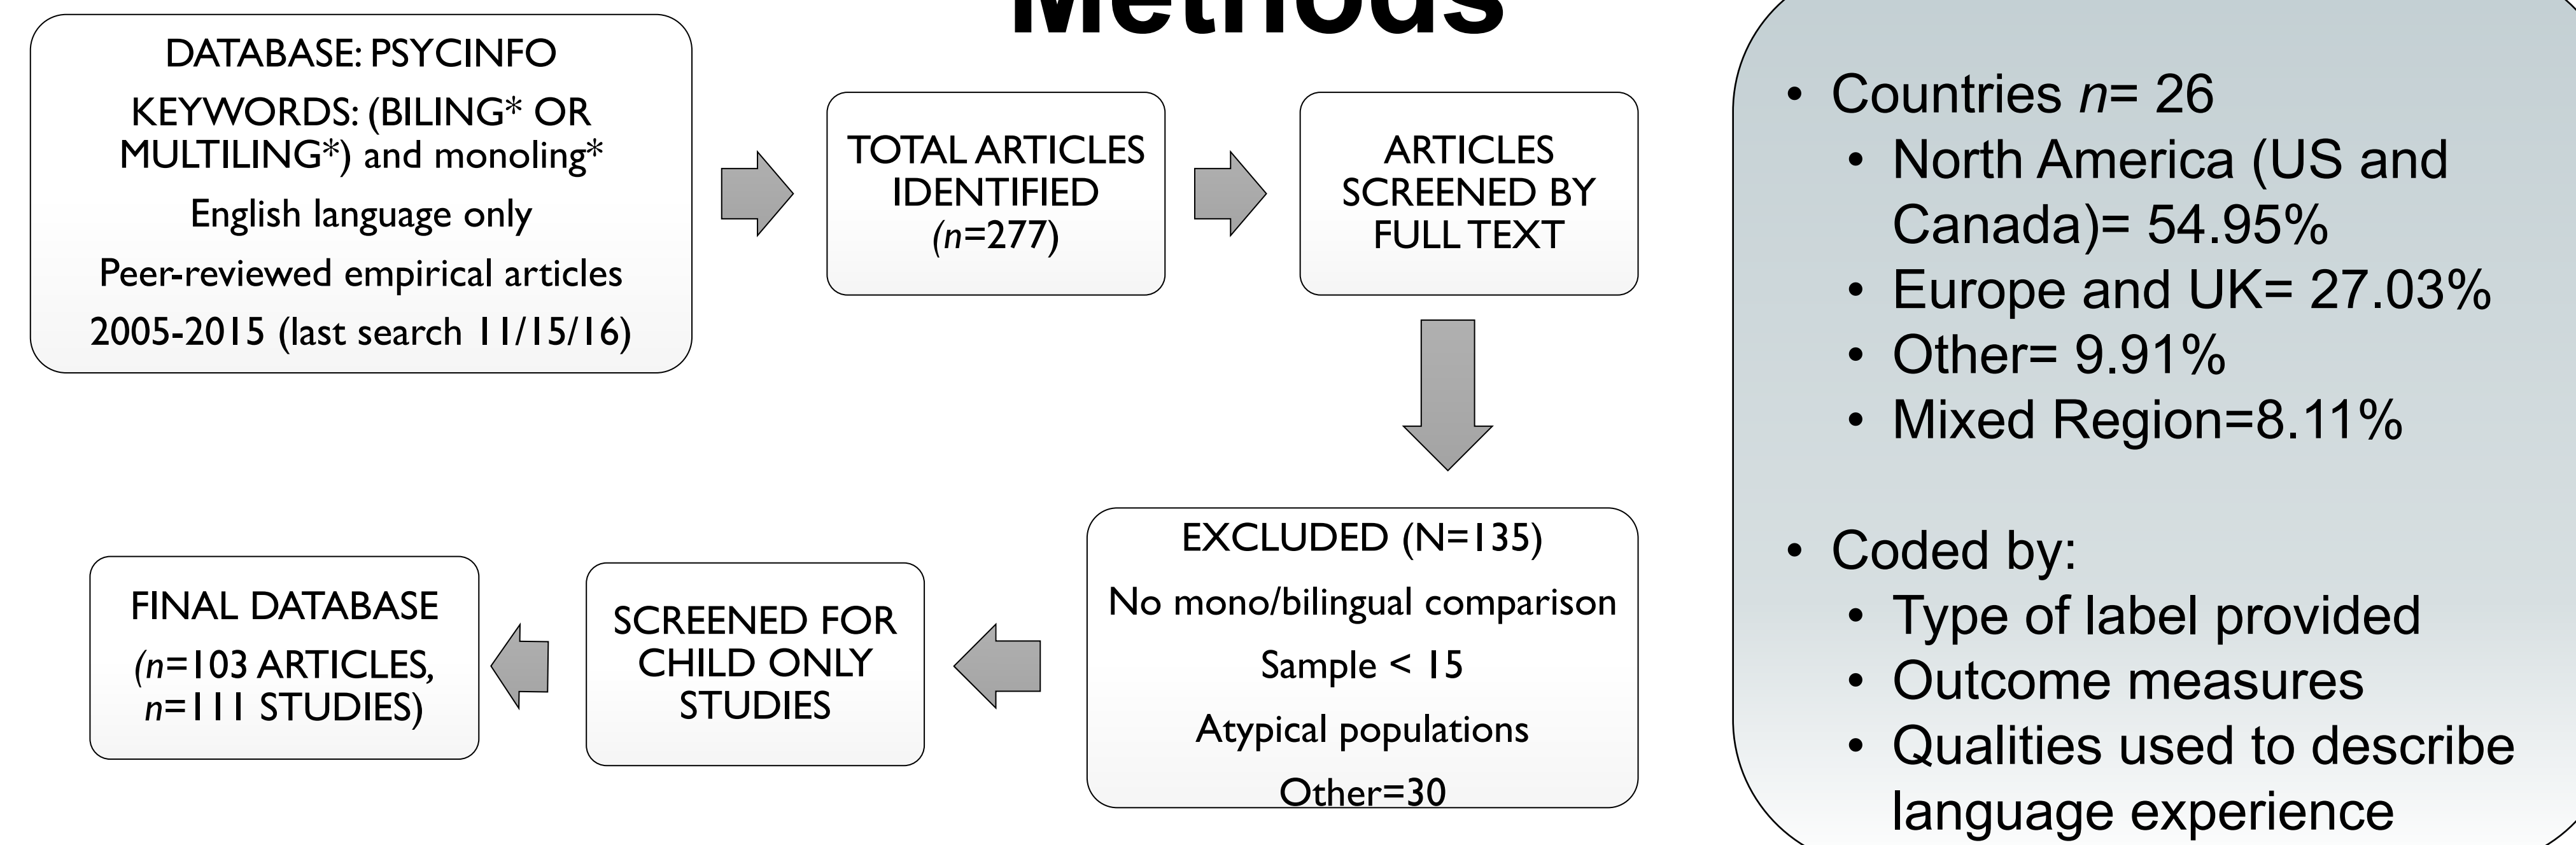 Methods
DATABASE: PSYCINFO
KEYWORDS: (BILING* OR
MULTILING*) and monoling*
English language only
Peer-reviewed empirical articles
2005-2015 (last search 11/15/16)
TOTAL ARTICLES
IDENTIFIED
(n=277)
ARTICLES
SCREENED BY
FULL TEXT
EXCLUDED (N=135)
No mono/bilingual comparison
Sample < 15
Atypical populations
Other=30
SCREENED FOR
CHILD ONLY
STUDIES
FINAL DATABASE
(n=103 ARTICLES,
n=111 STUDIES)
• Countries n= 26
• North America (US and
Canada)= 54.95%
• Europe and UK= 27.03%
• Other= 9.91%
• Mixed Region=8.11%
• Coded by:
• Type of label provided
• Outcome measures
• Qualities used to describe
language experience